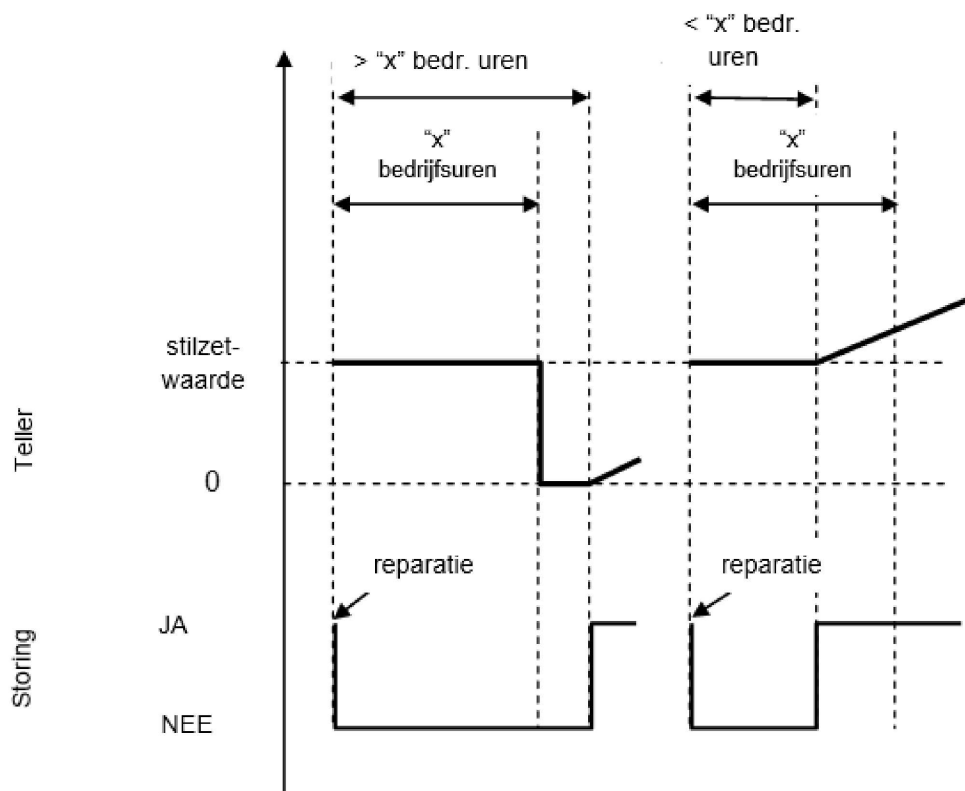 < “x” bedr.
uren
> “x” bedr. uren
“x”
bedrijfsuren
“x”
bedrijfsuren
stilzet-
waarde
Teller
0
reparatie
reparatie
JA
Storing
NEE